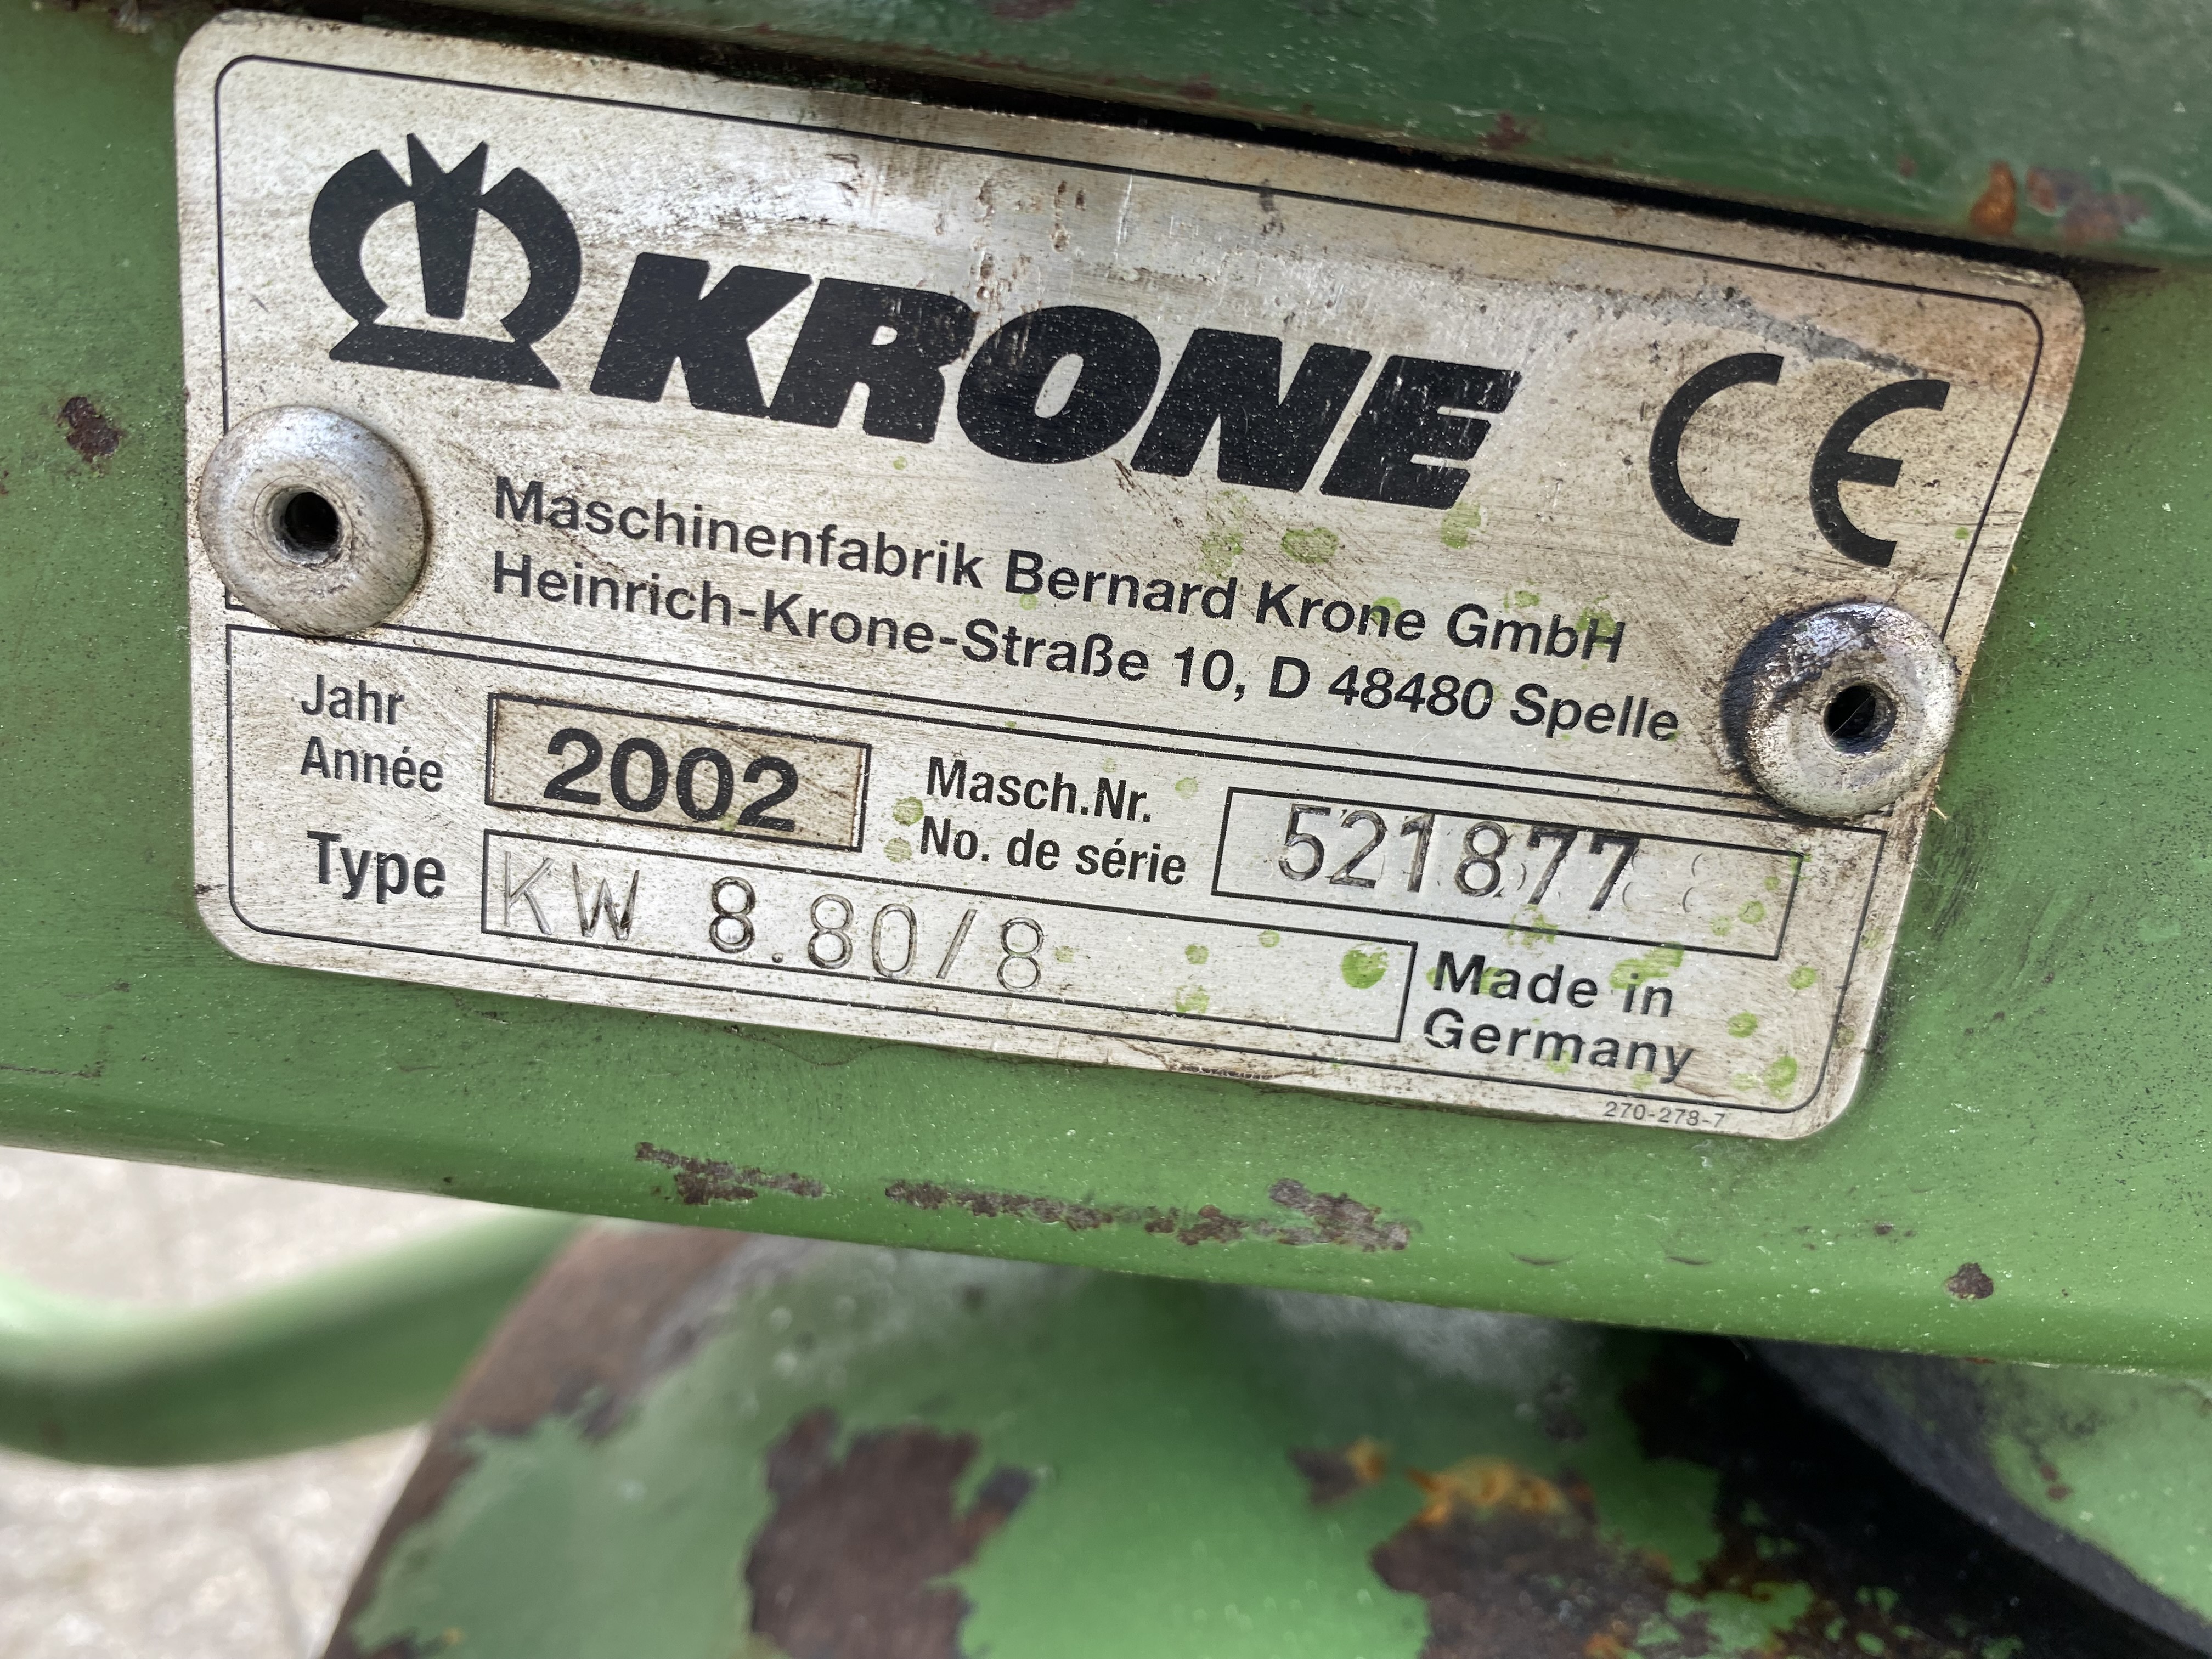 KRONE CE
Maschinenfabrik Bernard Krone GmbH
Heinrich-Krone-Straße 10, D 48480 Spelle
Jahr
Année
2002
Masch.Nr.
No. de série
521877
Type
KW 8.80/8
Made in
Germany
270-278-7